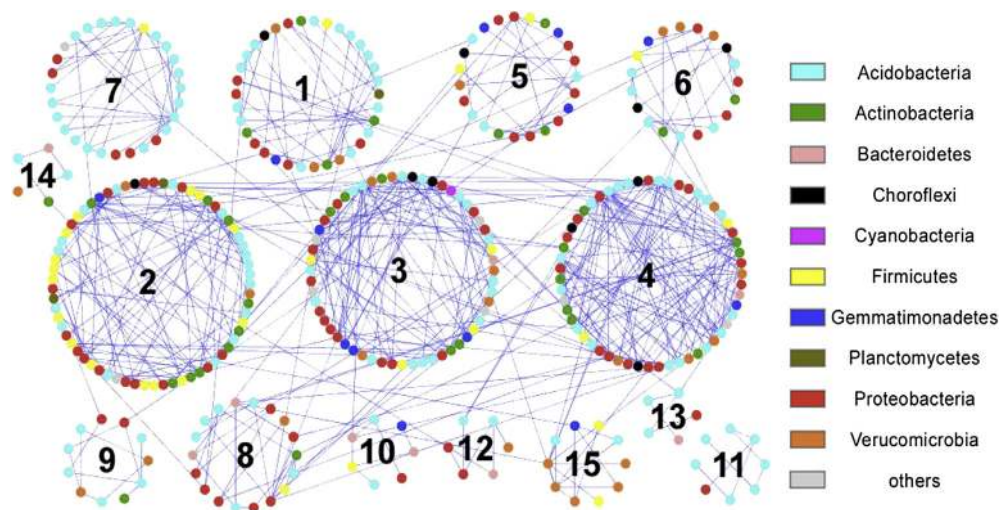 7
1
5
6
14
2
3
4
9
8
10
12
15
13
11
Acidobacteria
Actinobacteria
Bacteroidetes
Choroflexi
Cyanobacteria
Firmicutes
Gemmatimonadetes
Planctomycetes
Proteobacteria
Verucomicrobia
others